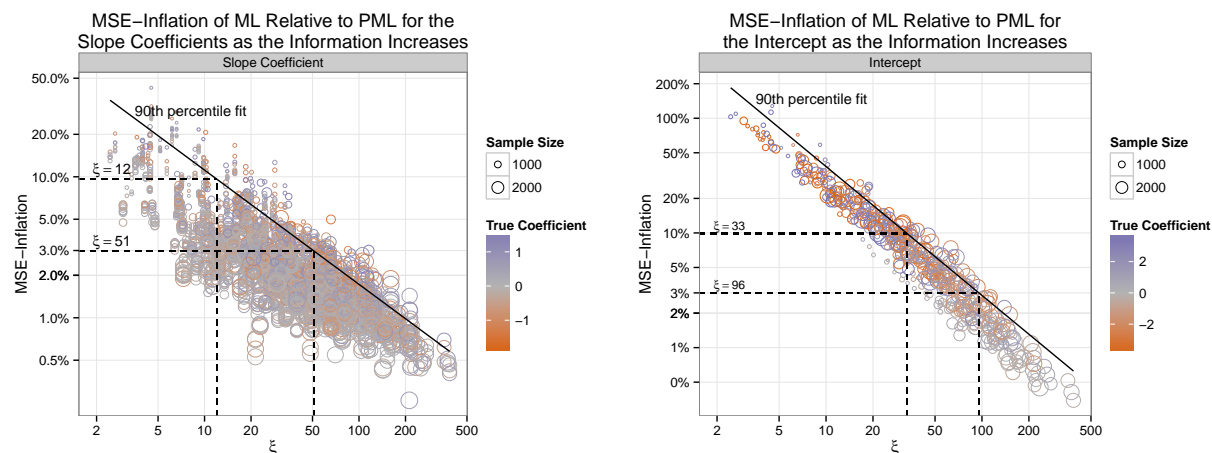 MSE−Inflation of ML Relative to PML for the
Slope Coefficients as the Information Increases
Slope Coefficient
50.0%
20.0%
10.0%
5.0%
3.0%
2.0%
1.0%
0.5%
MSE−Inflation
90th percentile fit
ξ = 12
ξ = 51
2
5
10
20
50
100
200
500
ξ
Sample Size
1000
2000
True Coefficient
1
0
−1
MSE−Inflation of ML Relative to PML for
the Intercept as the Information Increases
Intercept
200%
100%
50%
20%
10%
5%
3%
2%
1%
0%
MSE−Inflation
90th percentile fit
ξ = 33
ξ = 96
2
5
10
20
50
100
200
500
ξ
Sample Size
1000
2000
True Coefficient
2
0
−2